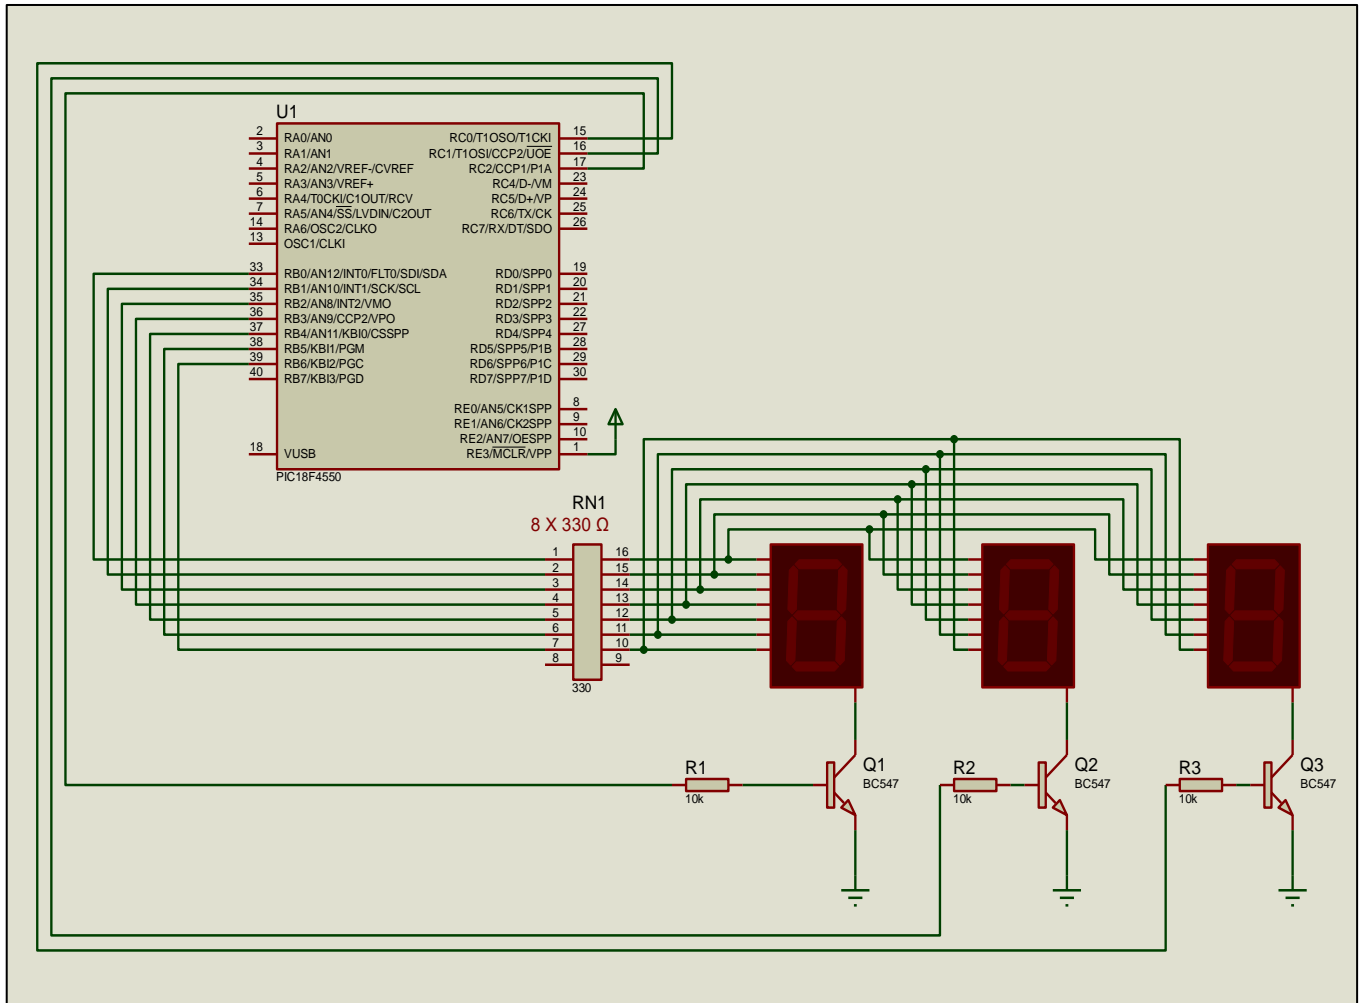 U1
2 RA0/AN0 RC0/T1OSO/T1CKI 15
3 RA1/AN1 RC1/T1OSI/CCP2/UOE 16
4 RA2/AN2/VREF-/CVREF RC2/CCP1/P1A 17
5 RA3/AN3/VREF+ RC4/D-/VM 23
6 RA4/T0CKI/C1OUT/RCV RC5/D+/VP 24
7 RA5/AN4/SS/LVDIN/C2OUT RC6/TX/CK 25
14 RA6/OSC2/CLKO RC7/RX/DT/SDO 26
13 OSC1/CLKI
33 RB0/AN12/INT0/FLT0/SDI/SDA RD0/SPP0 19
34 RB1/AN10/INT1/SCK/SCL RD1/SPP1 20
35 RB2/AN8/INT2/VMO RD2/SPP2 21
36 RB3/AN9/CCP2/VPO RD3/SPP3 22
37 RB4/AN11/KBI0/CSSPP RD4/SPP4 27
38 RB5/KBI1/PGM RD5/SPP5/P1B 28
39 RB6/KBI2/PGC RD6/SPP6/P1C 29
40 RB7/KBI3/PGD RD7/SPP7/P1D 30
RE0/AN5/CK1SPP 8
RE1/AN6/CK2SPP 9
RE2/AN7/OESPP 10
18 VUSB RE3/MCLR/VPP 1
PIC18F4550
RN1
8 X 330 Ω
1 16
2 15
3 14
4 13
5 12
6 11
7 10
8 9
330
R1 Q1 R2 Q2 R3 Q3
10k BC547 10k BC547 10k BC547